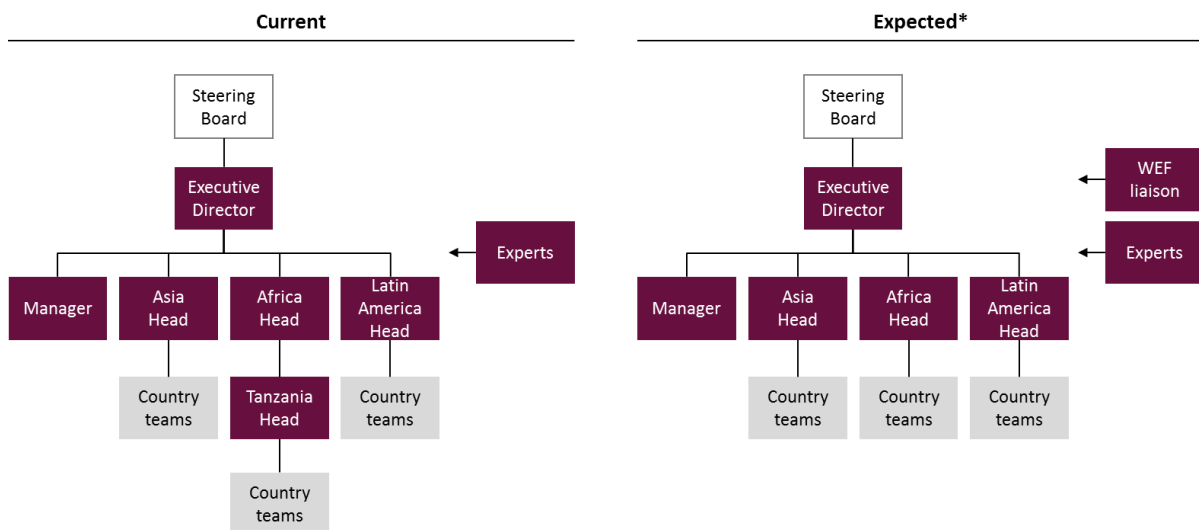 Current
Steering
Board
Executive
Director
Experts
Manager
Asia
Head
Africa
Head
Latin
America
Head
Country
teams
Tanzania
Head
Country
teams
Country
teams
Expected*
Steering
Board
WEF
liaison
Executive
Director
Experts
Manager
Asia
Head
Africa
Head
Latin
America
Head
Country
teams
Country
teams
Country
teams